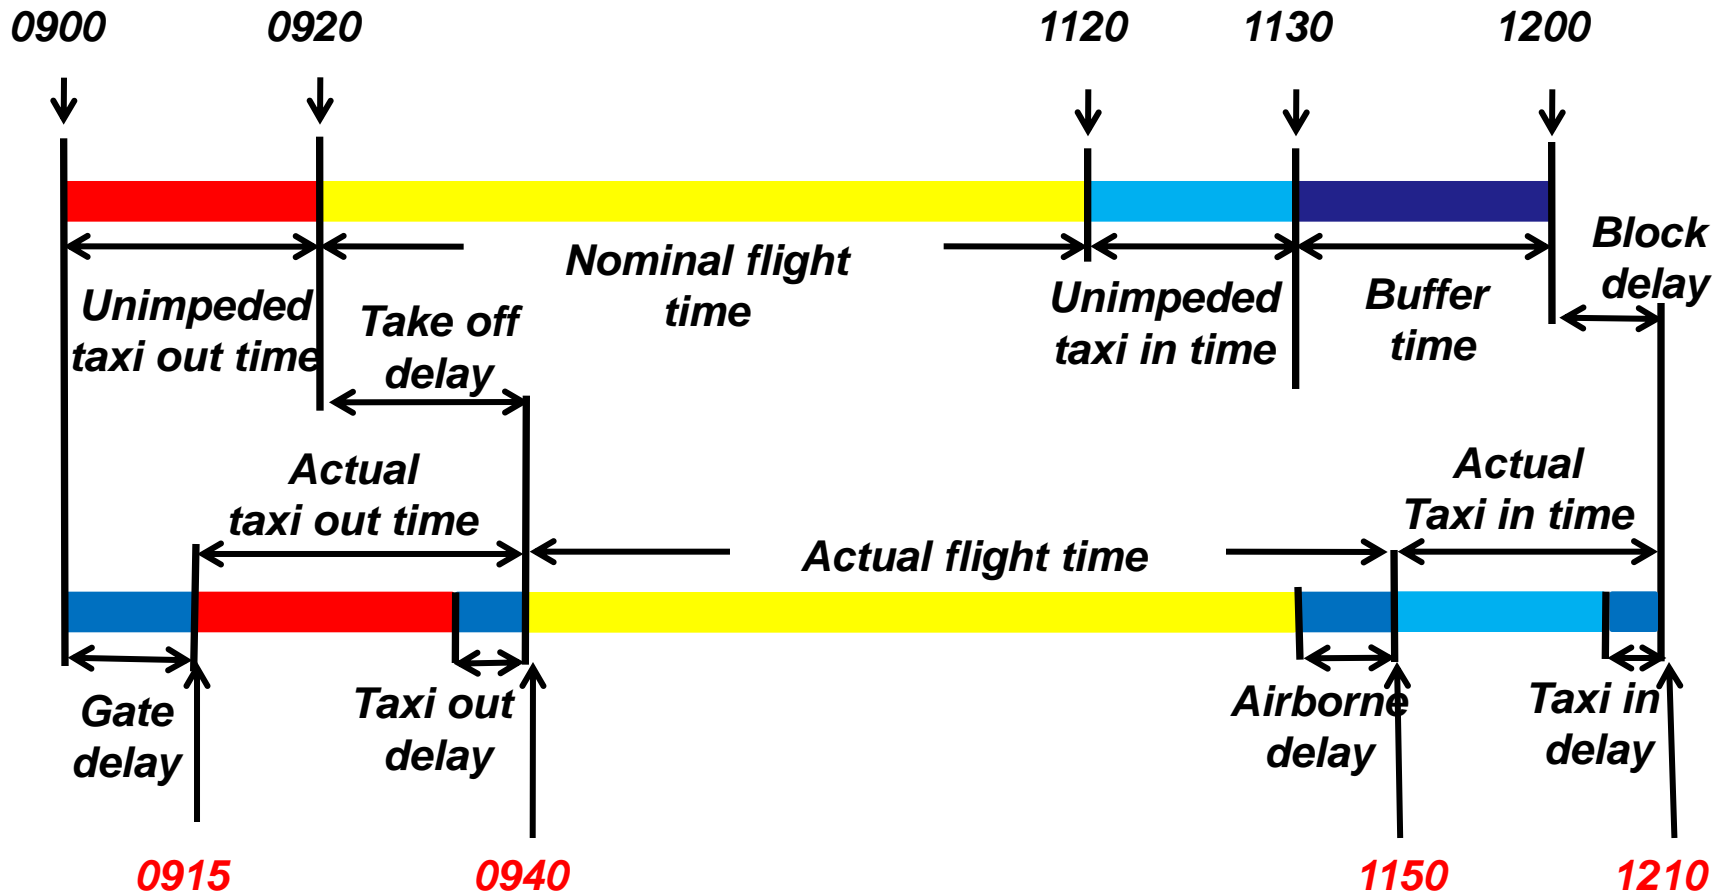 0900
0920
1120
1130
1200
Unimpeded
taxi out time
Nominal flight
time
Unimpeded
taxi in time
Buffer
time
Block
delay
Take off
delay
Actual
taxi out time
Actual flight time
Actual
Taxi in time
Gate
delay
Taxi out
delay
Airborne
delay
Taxi in
delay
0915
0940
1150
1210